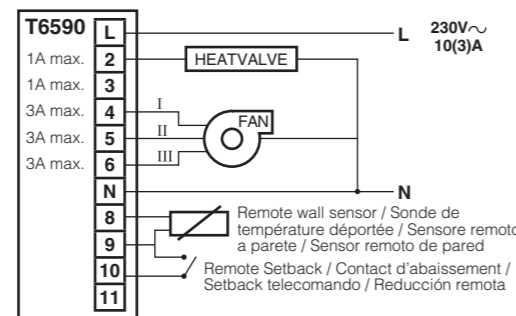 T6590 L L 230V~
10(3)A
1A max. 2 HEATVALVE
1A max. 3
3A max. 4 I
FAN
3A max. 5 II
3A max. 6 III
N N
8 Remote wall sensor / Sonde de
température déportée / Sensore remoto
9 a parete / Sensor remoto de pared
10 Remote Setback / Contact d'abaissement /
Setback telecomando / Reducción remota
11